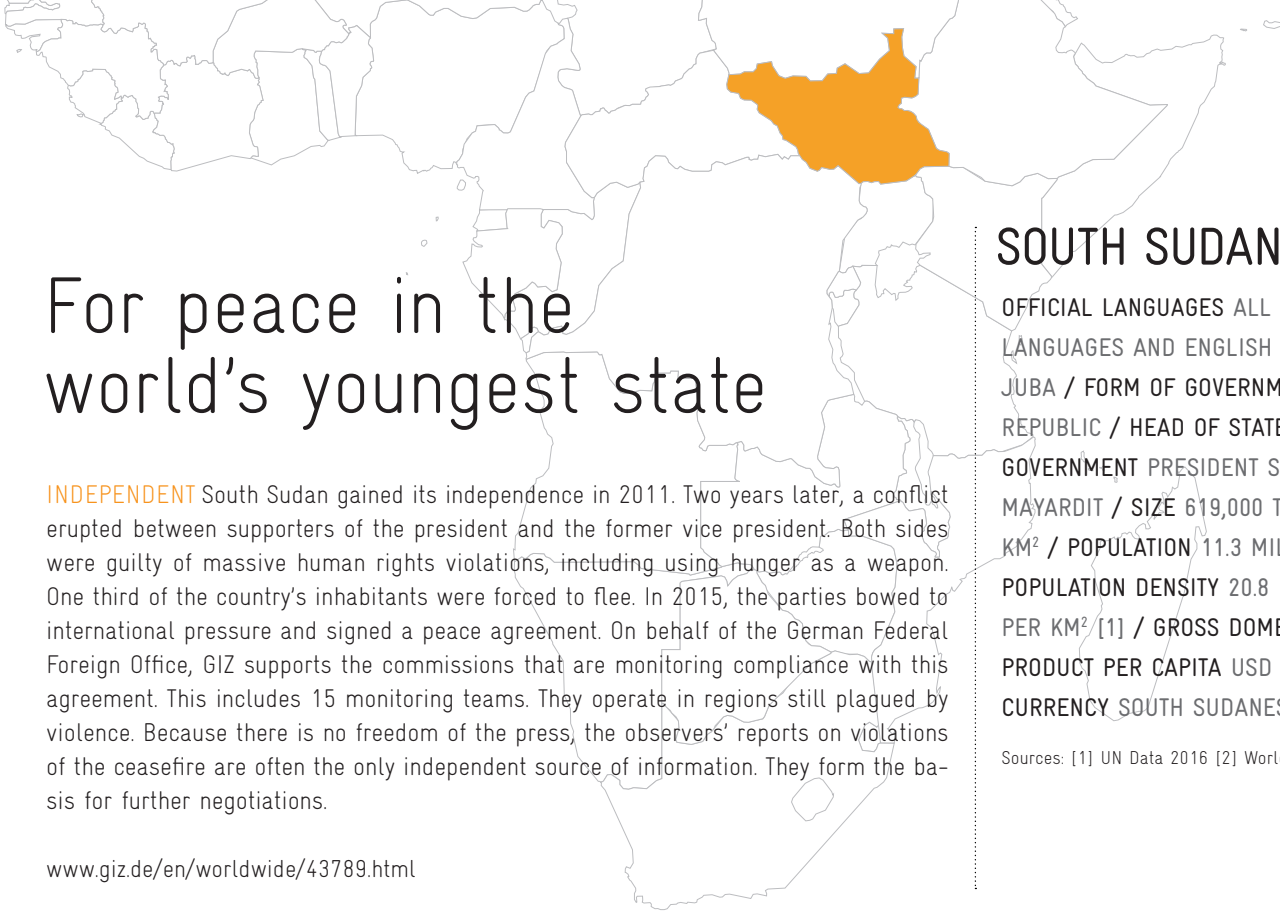 For peace in the
world's youngest state
INDEPENDENT South Sudan gained its independence in 2011. Two years later, a conflict
erupted between supporters of the president and the former vice president. Both sides
were guilty of massive human rights violations, including using hunger as a weapon.
One third of the country's inhabitants were forced to flee. In 2015, the parties bowed to
international pressure and signed a peace agreement. On behalf of the German Federal
Foreign Office, GIZ supports the commissions that are monitoring compliance with this
agreement. This includes 15 monitoring teams. They operate in regions still plagued by
violence. Because there is no freedom of the press, the observers' reports on violations
of the ceasefire are often the only independent source of information. They form the ba-
sis for further negotiations.
www.giz.de/en/worldwide/43789.html
SOUTH SUDAN
OFFICIAL LANGUAGES ALL
LANGUAGES AND ENGLISH
JUBA / FORM OF
REPUBLIC / HEAD OF STATE
GOVERNMENT PRESIDENT
MAYARDIT / SIZE 619,000
KM² / POPULATION 11.3
POPULATION DENSITY 20.8
PER KM² [1] / GROSS
PRODUCT PER CAPITA USD
CURRENCY SOUTH
Sources: [1] UN Data 2016 [2]